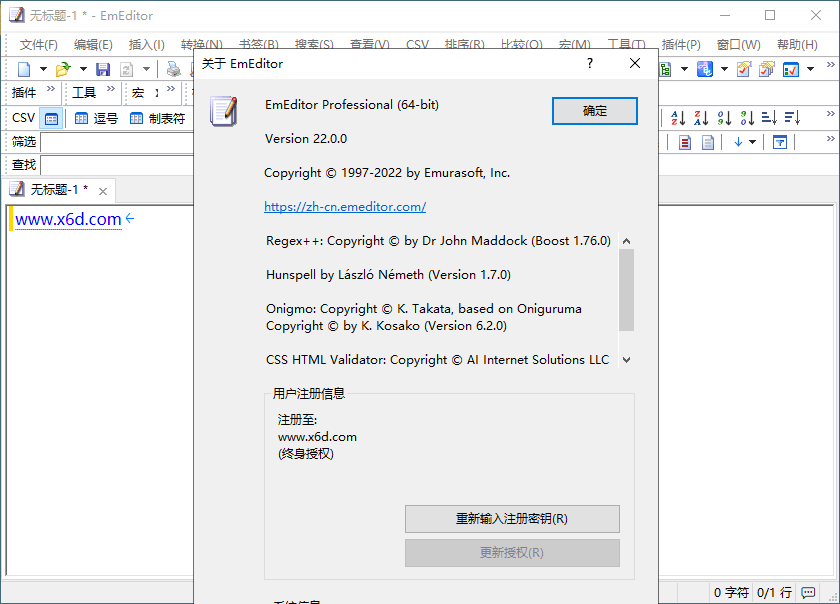 无标题-1 * - EmEditor
文件(F) 编辑(E) 插入(I) 转换(N) 书签(B) 搜索(S) 查看(V) CSV 排序(R) 比较(O) 宏(M) 工具(T) 插件(P) 窗口(W) 帮助(H)
插件 工具 宏
CSV 逗号 制表符
筛选
查找
无标题-1 *
www.x6d.com
关于 EmEditor
EmEditor Professional (64-bit)
确定
Version 22.0.0
Copyright © 1997-2022 by Emurasoft, Inc.
https://zh-cn.emeditor.com/
Regex++: Copyright © by Dr John Maddock (Boost 1.76.0)
Hunspell by László Németh (Version 1.7.0)
Onigmo: Copyright © K. Takata, based on Oniguruma
Copyright © by K. Kosako (Version 6.2.0)
CSS HTML Validator: Copyright © AI Internet Solutions LLC
用户注册信息
注册至:
www.x6d.com
(终身授权)
重新输入注册密钥(R)
更新授权(R)
系统信息
0 字符 0/1 行